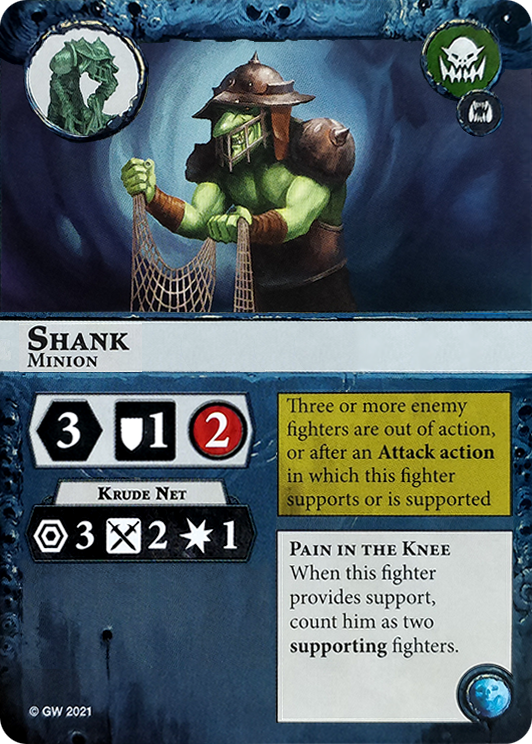 Shank
Minion
3 1 2
Krude Net
3 2 1
Three or more enemy
fighters are out of action,
or after an Attack action
in which this fighter
supports or is supported
Pain in the Knee
When this fighter
provides support,
count him as two
supporting fighters.
© GW 2021